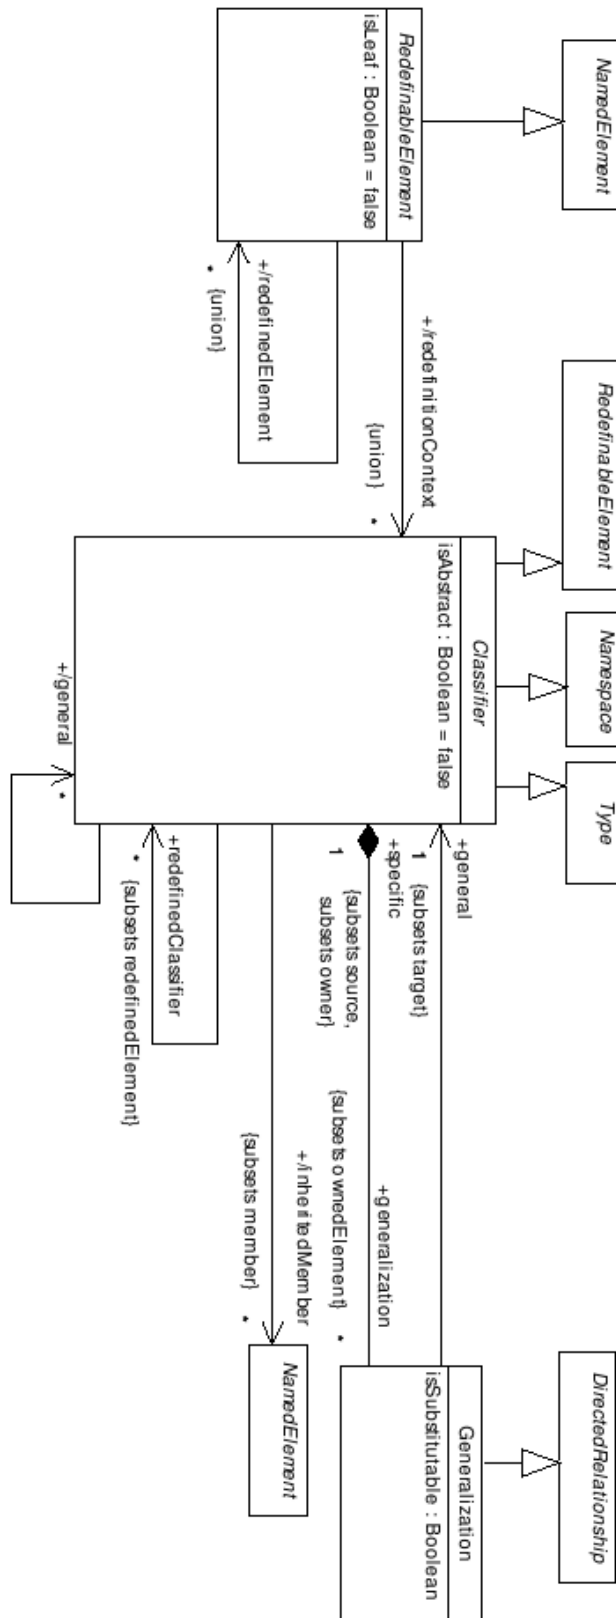 NamedElement
RedefinableElement
Namespace
Type
DirectedRelationship
RedefinableElement
isLeaf : Boolean = false
+/redefinitionContext
{union} *
+/redefinedElement
* {union}
Classifier
isAbstract : Boolean = false
+general
1 {subsets target}
+specific
1 {subsets source,
subsets owner}
+generalization
{subsets ownedElement} *
Generalization
isSubstitutable : Boolean
+/inheritedMember
{subsets member} *
NamedElement
+redefinedClassifier
* {subsets redefinedElement}
+/general
*